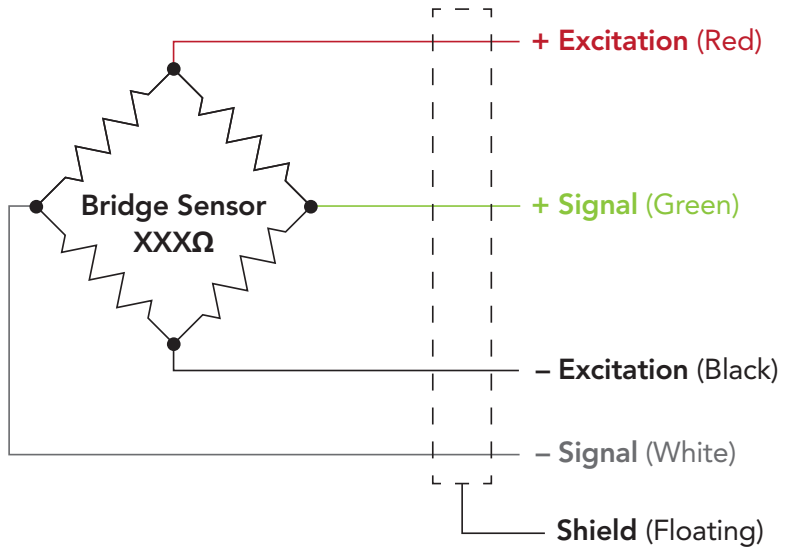 + Excitation (Red)
Bridge Sensor
XXXΩ
+ Signal (Green)
– Excitation (Black)
– Signal (White)
Shield (Floating)